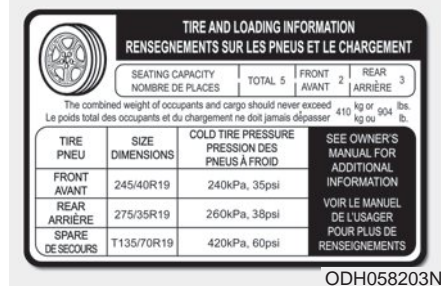 TIRE AND LOADING INFORMATION
RENSEGNEMENTS SUR LES PNEUS ET LE CHARGEMENT
SEATING CAPACITY
NOMBRE DE PLACES
TOTAL 5
FRONT
AVANT
2
REAR
ARRIÈRE
3
The combined weight of occupants and cargo should never exceed
Le poids total des occupants et du chargement ne doit jamais dépasser
410
kg or
kg ou
904
lbs.
lb.
TIRE
PNEU
SIZE
DIMENSIONS
COLD TIRE PRESSURE
PRESSION DES
PNEUS À FROID
FRONT
AVANT
245/40R19
240kPa, 35psi
REAR
ARRIÈRE
275/35R19
260kPa, 38psi
SPARE
DE SECOURS
T135/70R19
420kPa, 60psi
SEE OWNER'S
MANUAL FOR
ADDITIONAL
INFORMATION
VOIR LE MANUEL
DE L'USAGER
POUR PLUS DE
RENSEIGNEMENTS
ODH058203N